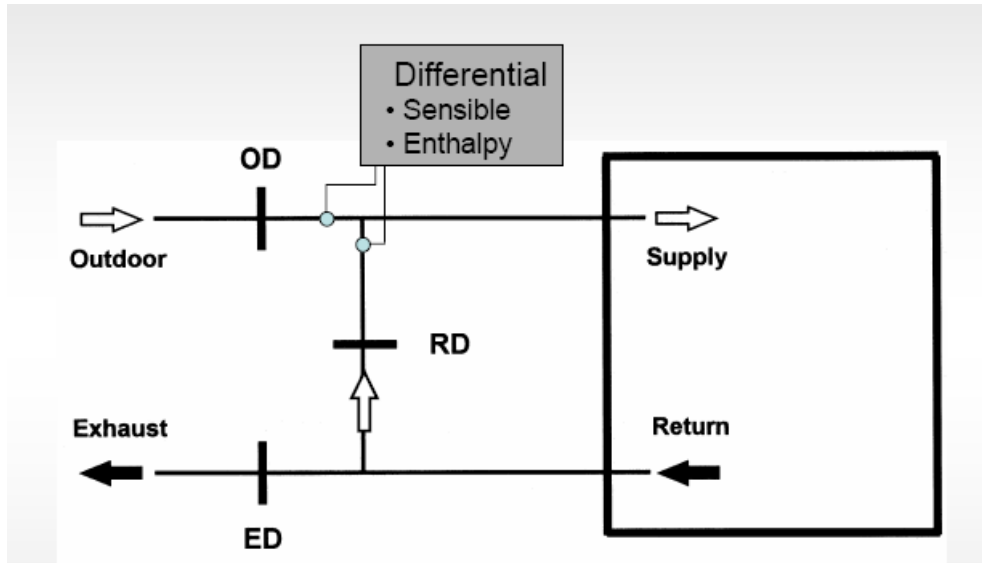 Differential
• Sensible
• Enthalpy
OD
Outdoor
Supply
RD
Exhaust
Return
ED